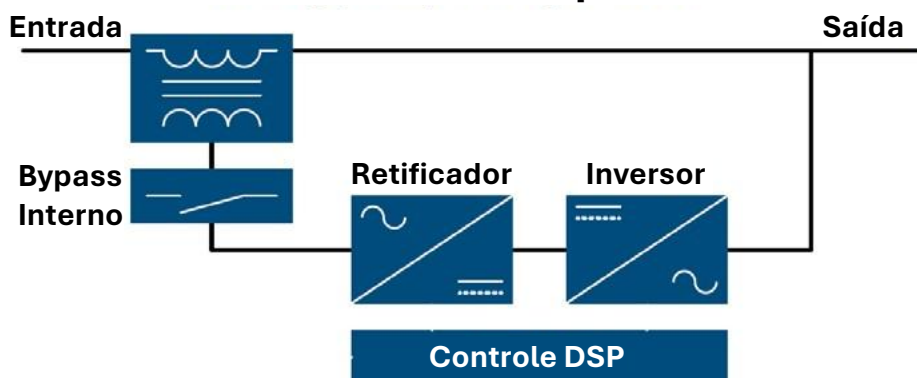 Entrada
Saída
Bypass
Interno
Retificador
Inversor
Controle DSP